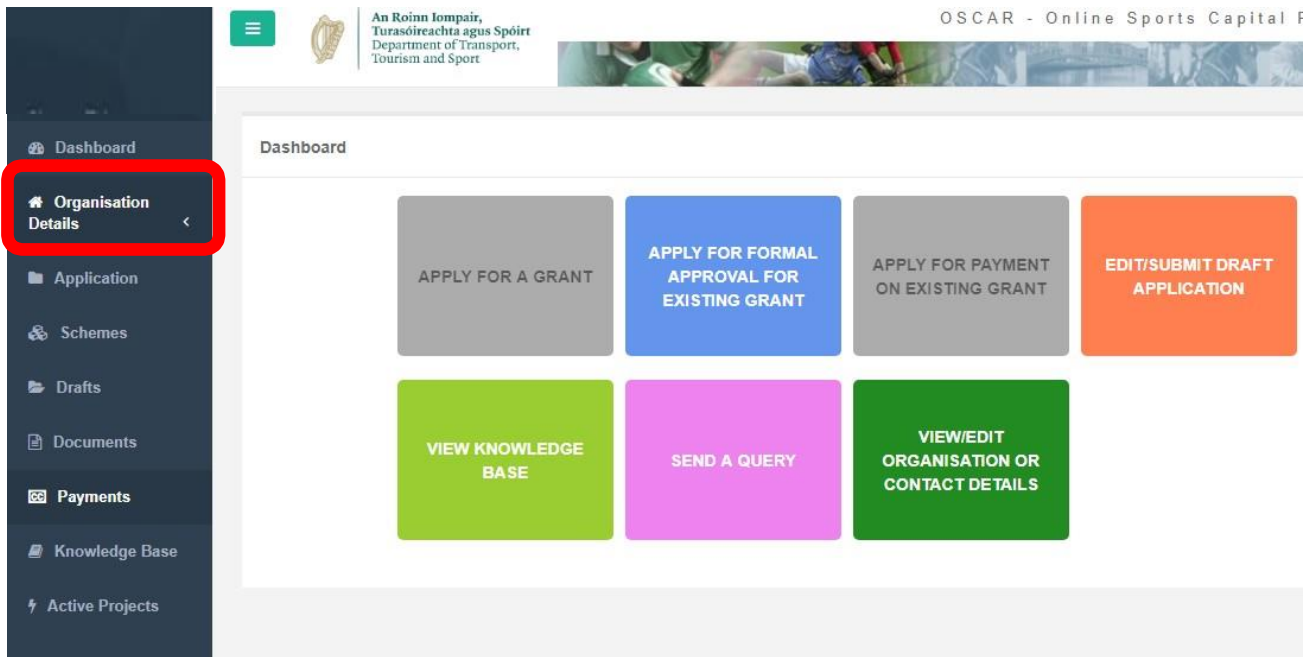 An Roinn Iompair,
Turasóireachta agus Spóirt
Department of Transport,
Tourism and Sport
OSCAR - Online Sports Capital
Dashboard
Organisation
Details
Application
Schemes
Drafts
Documents
Payments
Knowledge Base
Active Projects
Dashboard
APPLY FOR A GRANT
APPLY FOR FORMAL
APPROVAL FOR
EXISTING GRANT
APPLY FOR PAYMENT
ON EXISTING GRANT
EDIT/SUBMIT DRAFT
APPLICATION
VIEW KNOWLEDGE
BASE
SEND A QUERY
VIEW/EDIT
ORGANISATION OR
CONTACT DETAILS